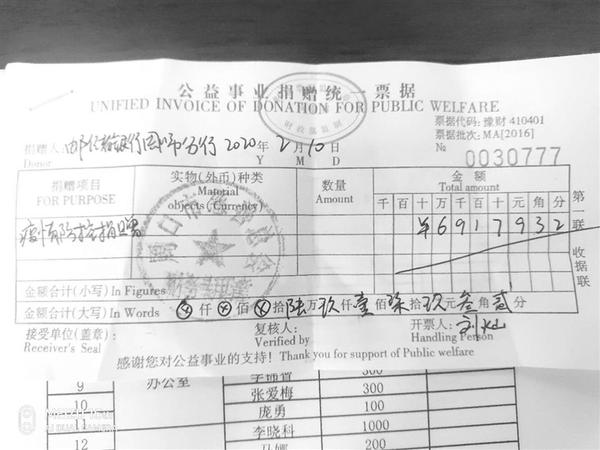 公益事业捐赠统一票据
UNIFIED INVOICE OF DONATION FOR PUBLIC WELFARE
票据代码: 豫财 410401
票据批次: MA[2016]
捐赠人: 邮储银行周口分行 2020 年 2 月 10 日
Donor Y M D
№ 0030777
捐赠项目 实物(外币)种类 数量 金额
FOR PURPOSE Material objects (Currency) Amount Total amount
千 百 十 万 千 百 十 元 角 分
疫情防控捐赠 ¥ 6 9 1 7 9 3 2
第一联 收据联
金额合计(小写) In Figures
金额合计(大写) In Words ⊗仟⊗佰⊗拾陆万玖仟壹佰柒拾玖元叁角贰分
接受单位(盖章): 复核人: 开票人:
Receiver's Seal Verified by Handling Person
感谢您对公益事业的支持! Thank you for support of Public welfare
9 办公室 300
10 张爱梅 300
11 庞勇 100
12 李晓科 1000
200